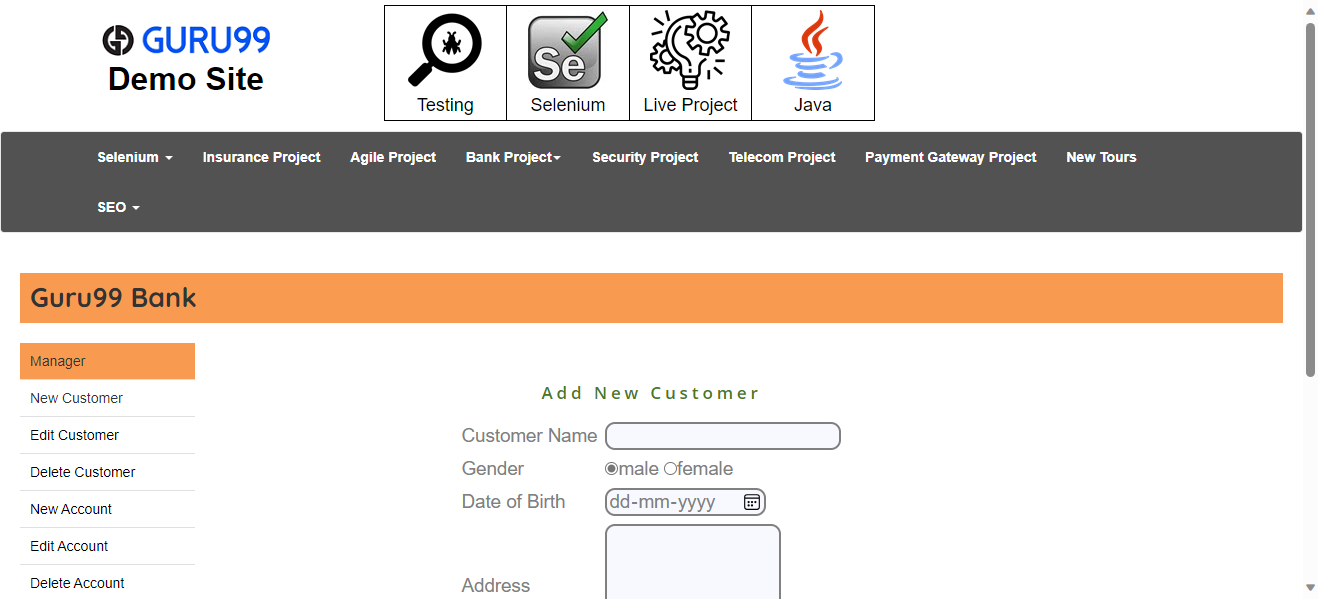 GURU99
Demo Site
Testing
Se
Selenium
Live Project
Java
Selenium Insurance Project Agile Project Bank Project Security Project Telecom Project Payment Gateway Project New Tours
SEO
Guru99 Bank
Manager
New Customer
Edit Customer
Delete Customer
New Account
Edit Account
Delete Account
Add New Customer
Customer Name
Gender male female
Date of Birth dd-mm-yyyy
Address